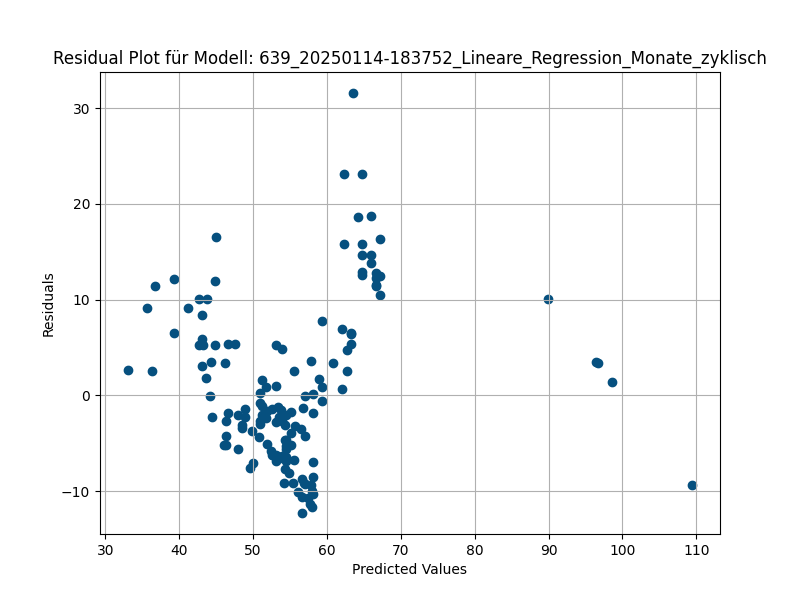 Residual Plot für Modell: 639_20250114-183752_Lineare_Regression_Monate_zyklisch
30
20
10
0
−10
Residuals
30 40 50 60 70 80 90 100 110
Predicted Values